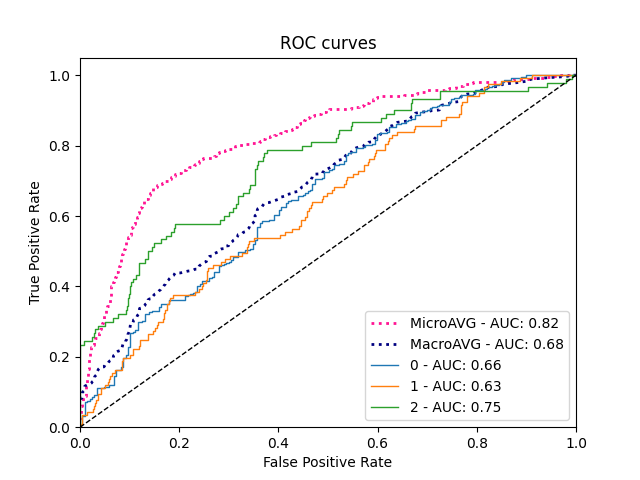 ROC curves
True Positive Rate
1.0
0.8
0.6
0.4
0.2
0.0
MicroAVG - AUC: 0.82
MacroAVG - AUC: 0.68
0 - AUC: 0.66
1 - AUC: 0.63
2 - AUC: 0.75
0.0 0.2 0.4 0.6 0.8 1.0
False Positive Rate